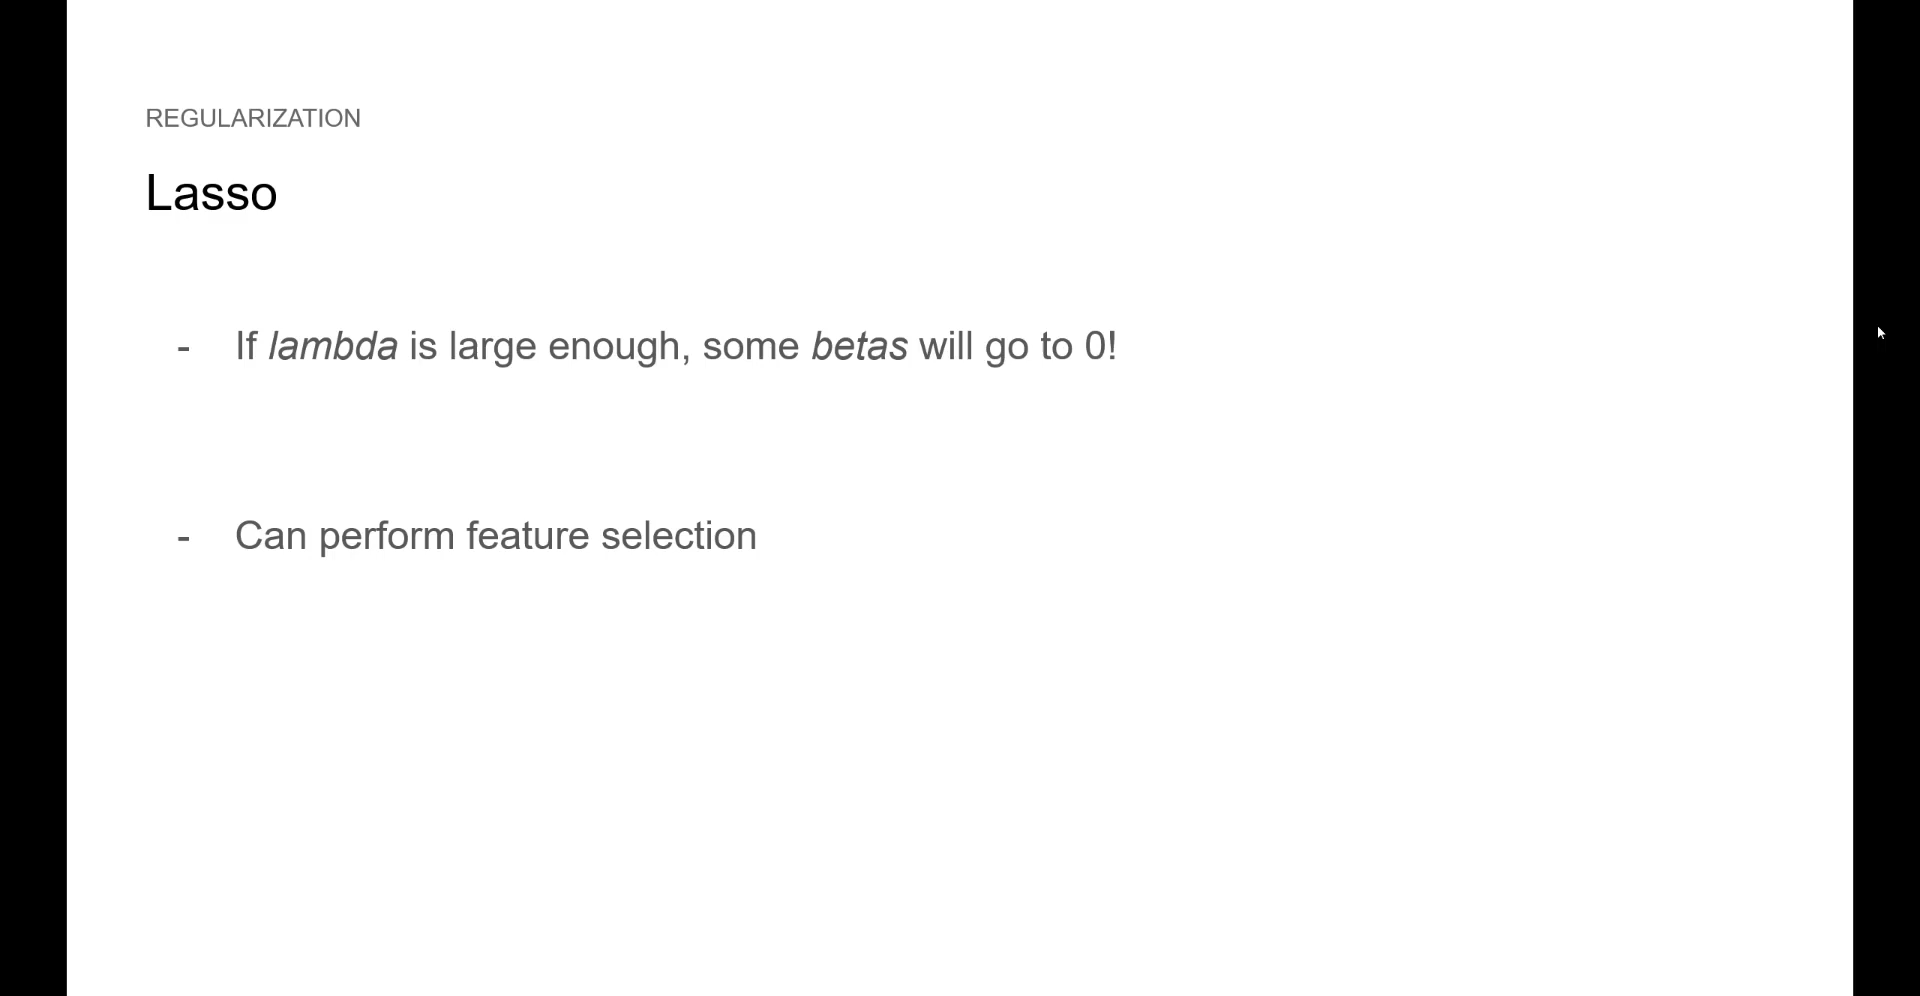 REGULARIZATION
Lasso
- If lambda is large enough, some betas will go to 0!
- Can perform feature selection